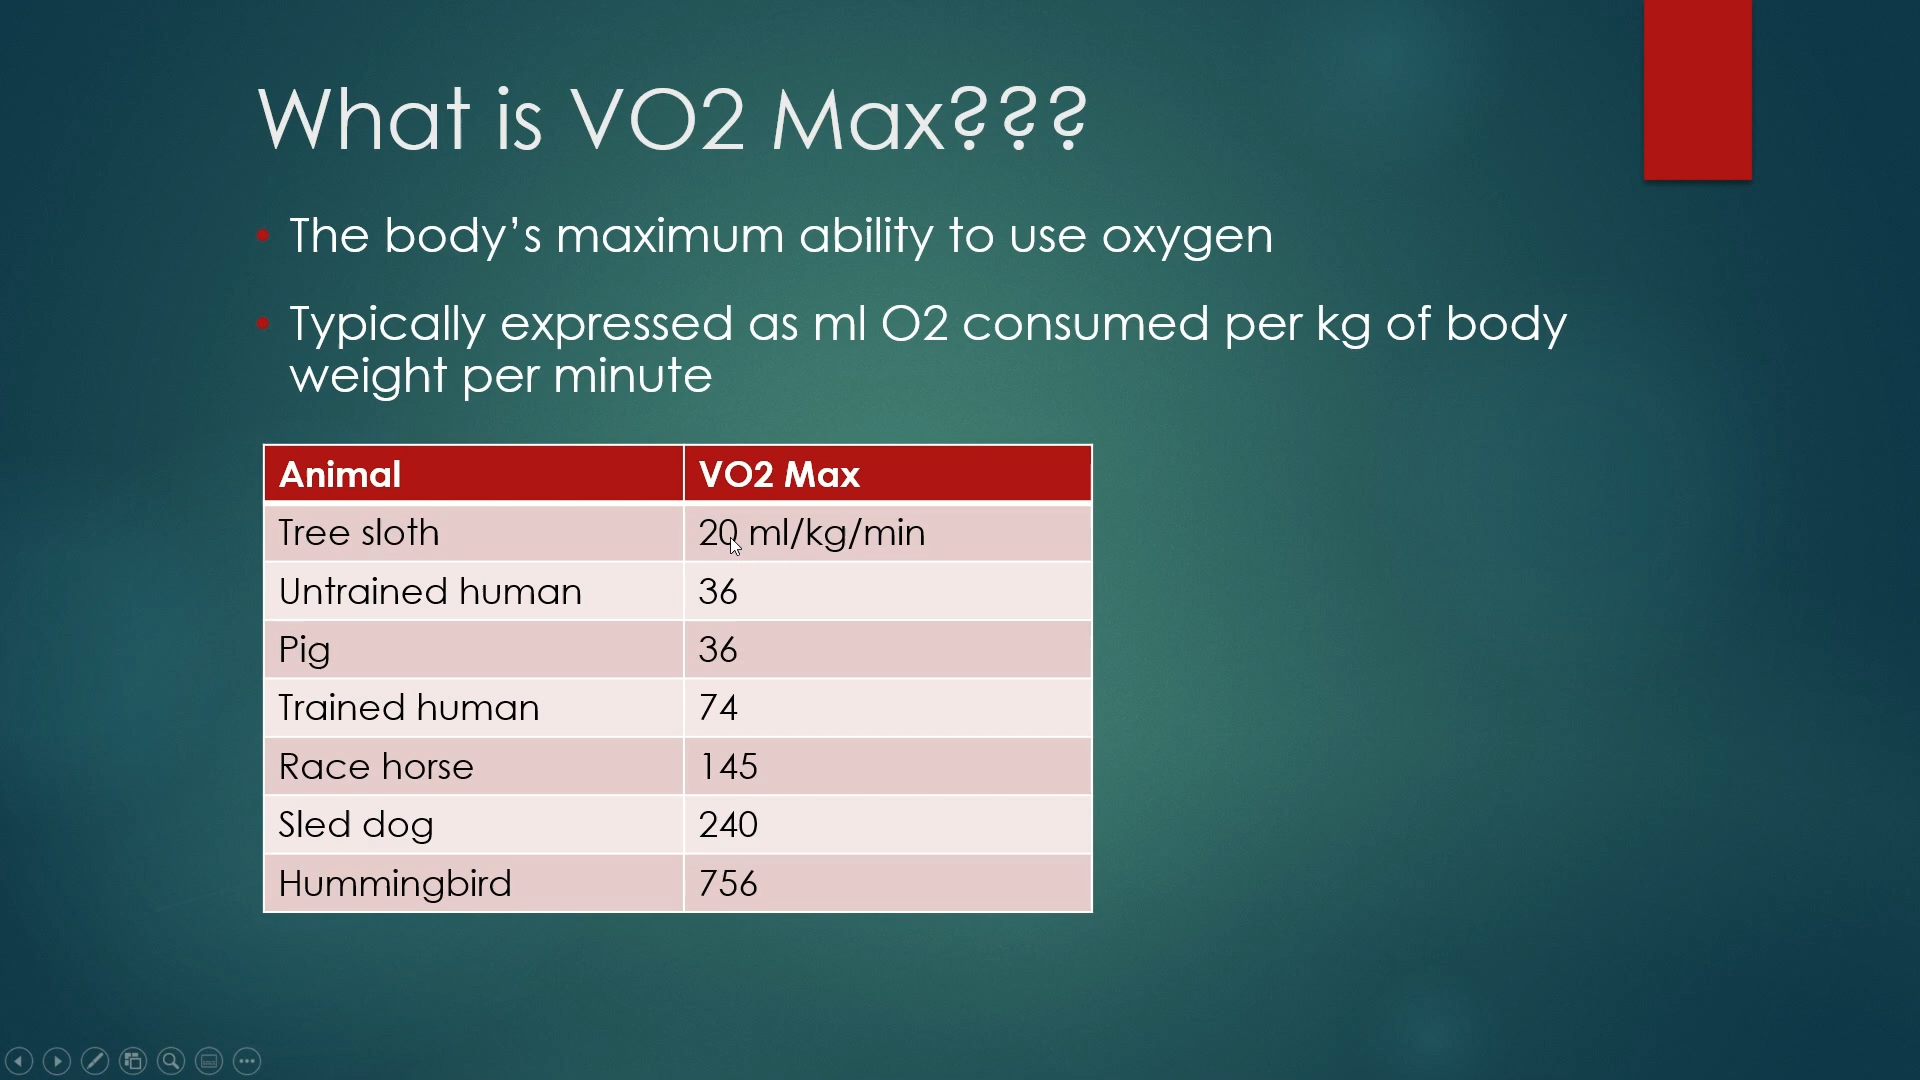 What is VO2 Max???
• The body’s maximum ability to use oxygen
• Typically expressed as ml O2 consumed per kg of body
weight per minute
Animal VO2 Max
Tree sloth 20 ml/kg/min
Untrained human 36
Pig 36
Trained human 74
Race horse 145
Sled dog 240
Hummingbird 756